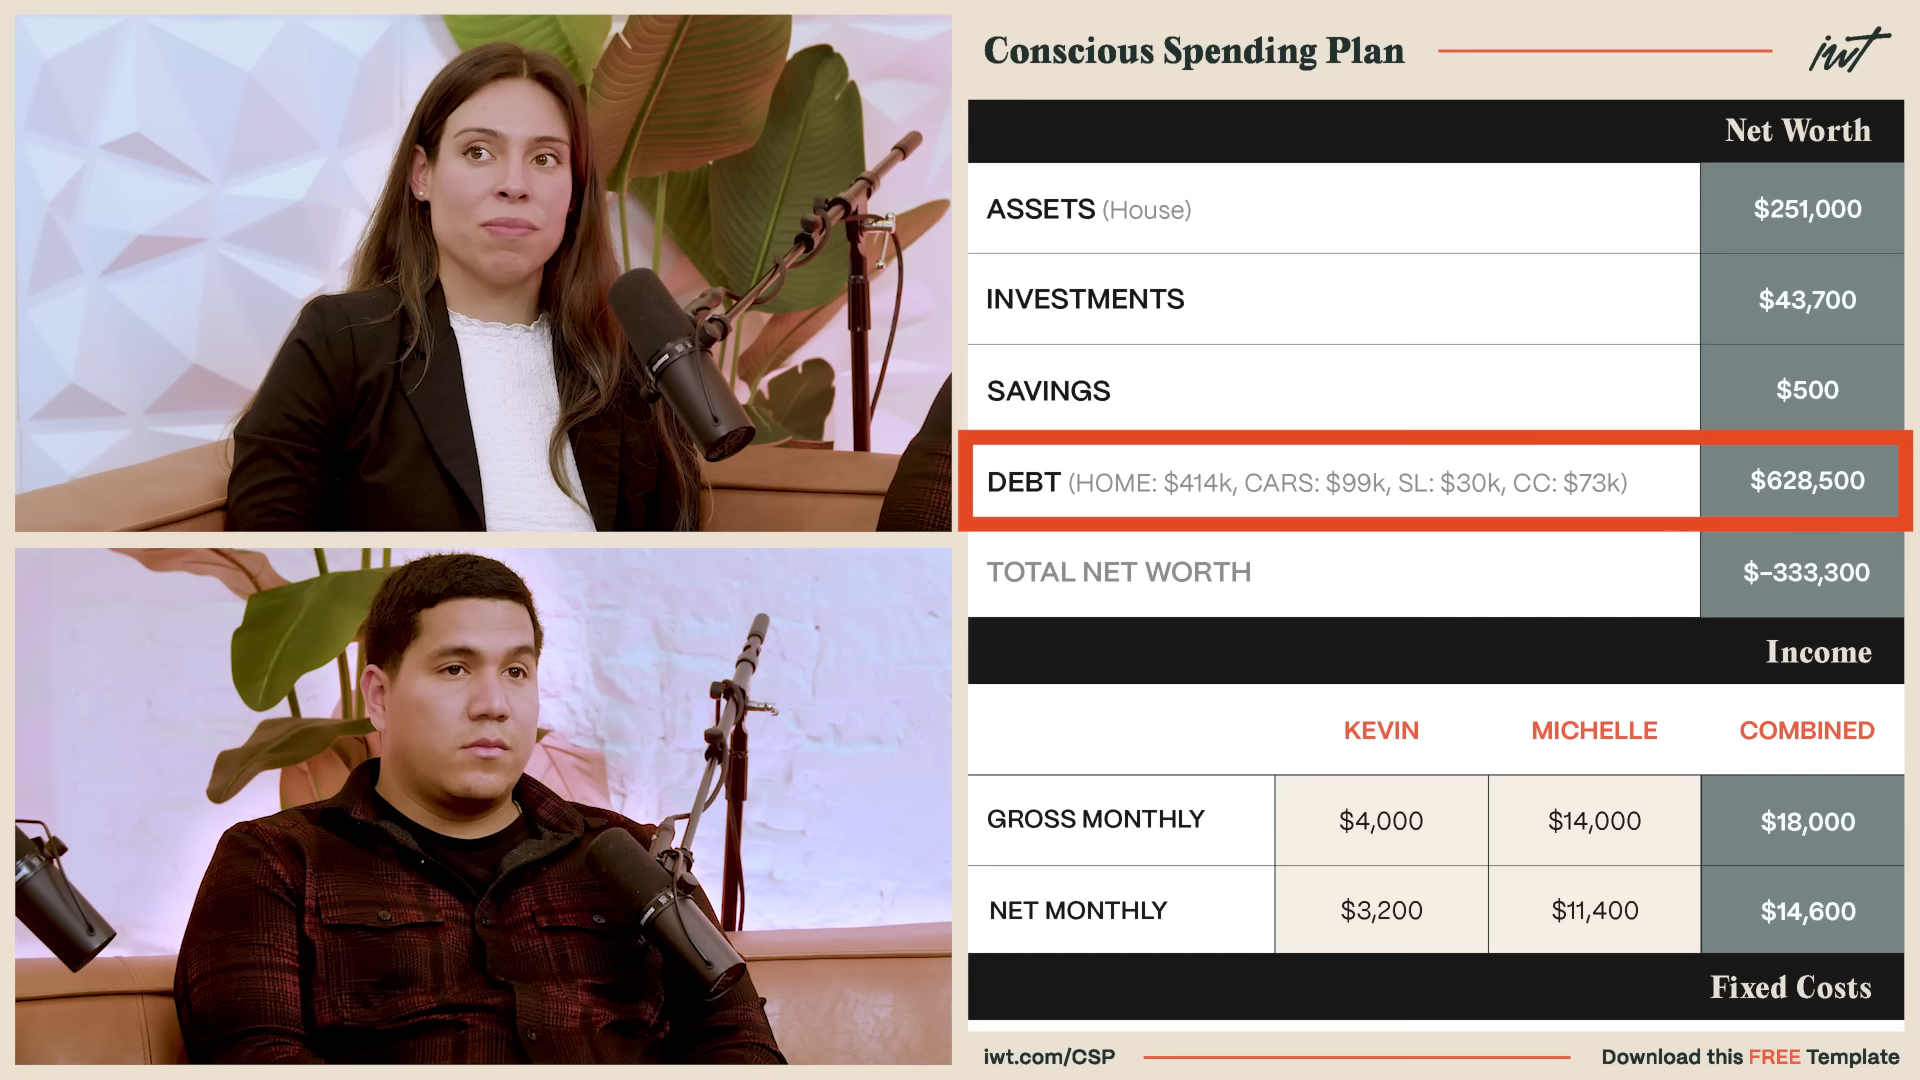 Conscious Spending Plan
iwt
Net Worth
ASSETS (House) $251,000
INVESTMENTS $43,700
SAVINGS $500
DEBT (HOME: $414k, CARS: $99k, SL: $30k, CC: $73k) $628,500
TOTAL NET WORTH $-333,300
Income
KEVIN MICHELLE COMBINED
GROSS MONTHLY $4,000 $14,000 $18,000
NET MONTHLY $3,200 $11,400 $14,600
Fixed Costs
iwt.com/CSP Download this FREE Template